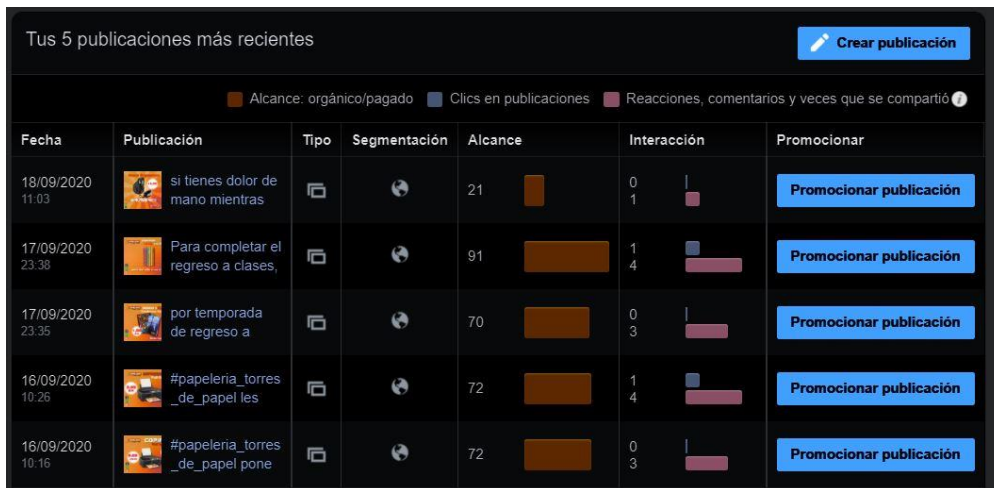 Tus 5 publicaciones más recientes
Crear publicación
Alcance: orgánico/pagado Clics en publicaciones Reacciones, comentarios y veces que se compartió
Fecha Publicación Tipo Segmentación Alcance Interacción Promocionar
18/09/2020 si tienes dolor de 21 0 Promocionar publicación
11:03 mano mientras 1
17/09/2020 Para completar el 91 1 Promocionar publicación
23:38 regreso a clases, 4
17/09/2020 por temporada 70 0 Promocionar publicación
23:35 de regreso a 3
16/09/2020 #papeleria_torres 72 1 Promocionar publicación
10:26 _de_papel les 4
16/09/2020 #papeleria_torres 72 0 Promocionar publicación
10:16 _de_papel pone 3